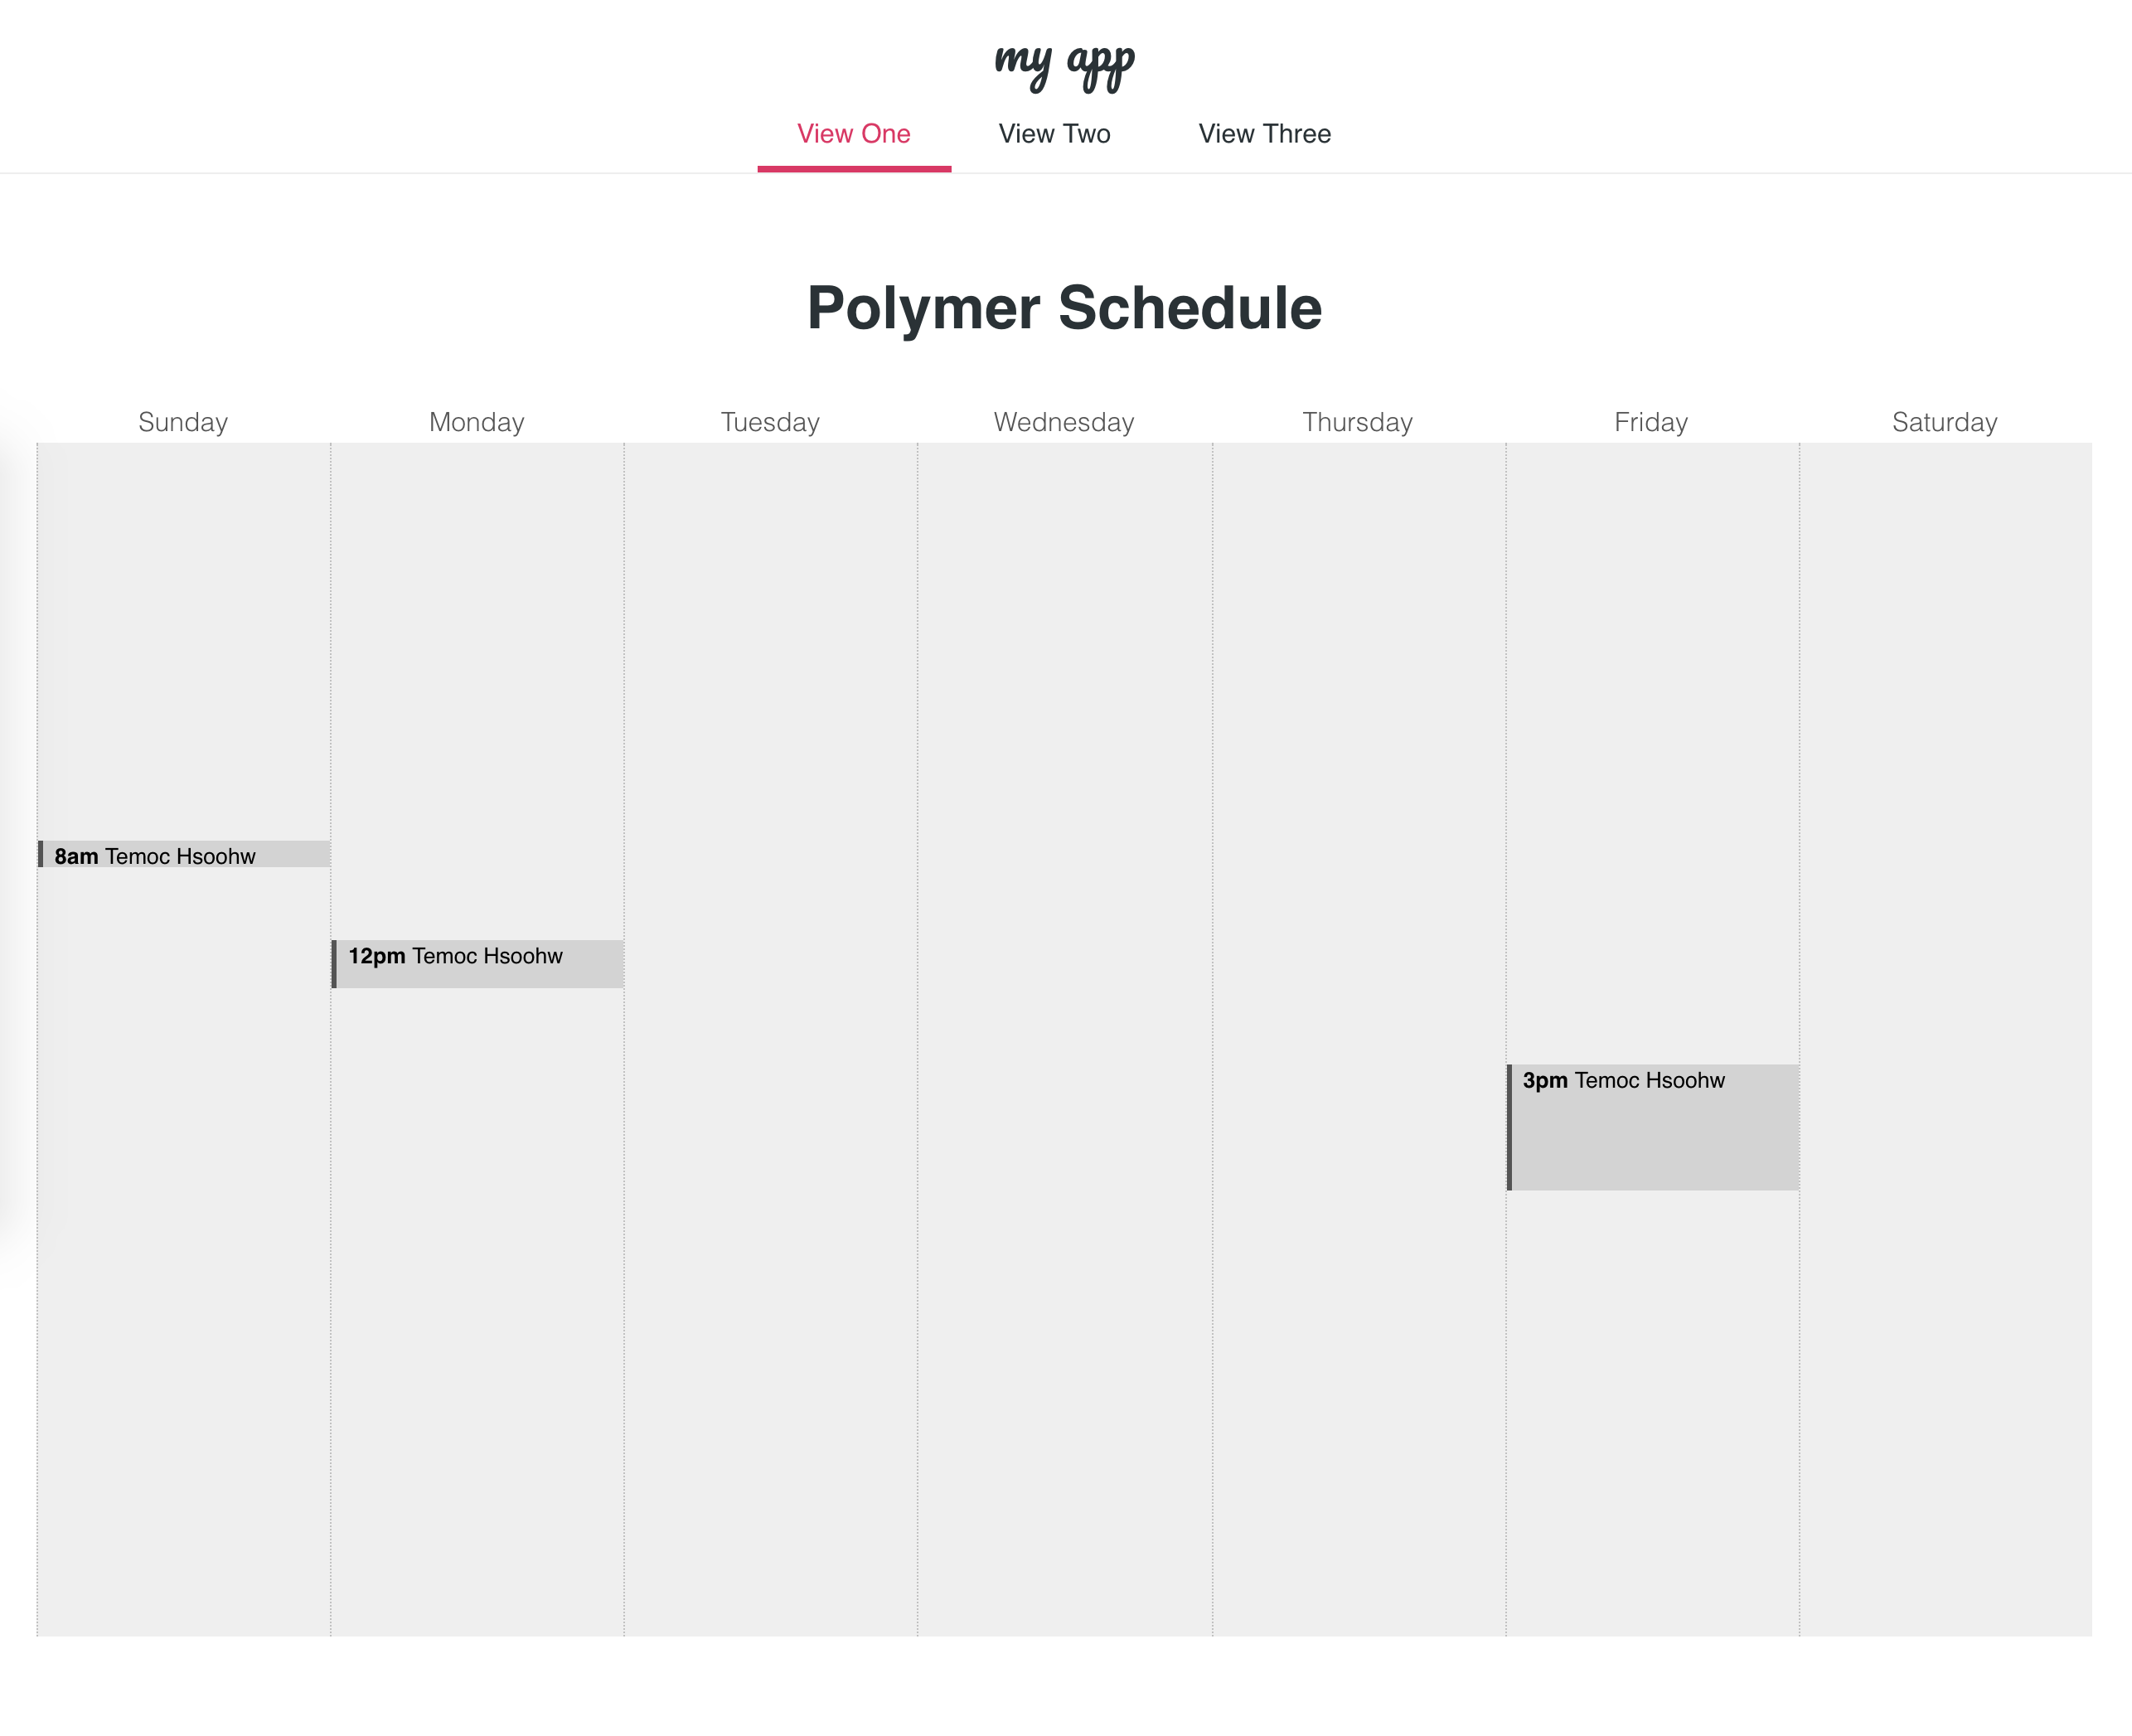 my app
View One View Two View Three
Polymer Schedule
Sunday Monday Tuesday Wednesday Thursday Friday Saturday
8am Temoc Hsoohw
12pm Temoc Hsoohw
3pm Temoc Hsoohw